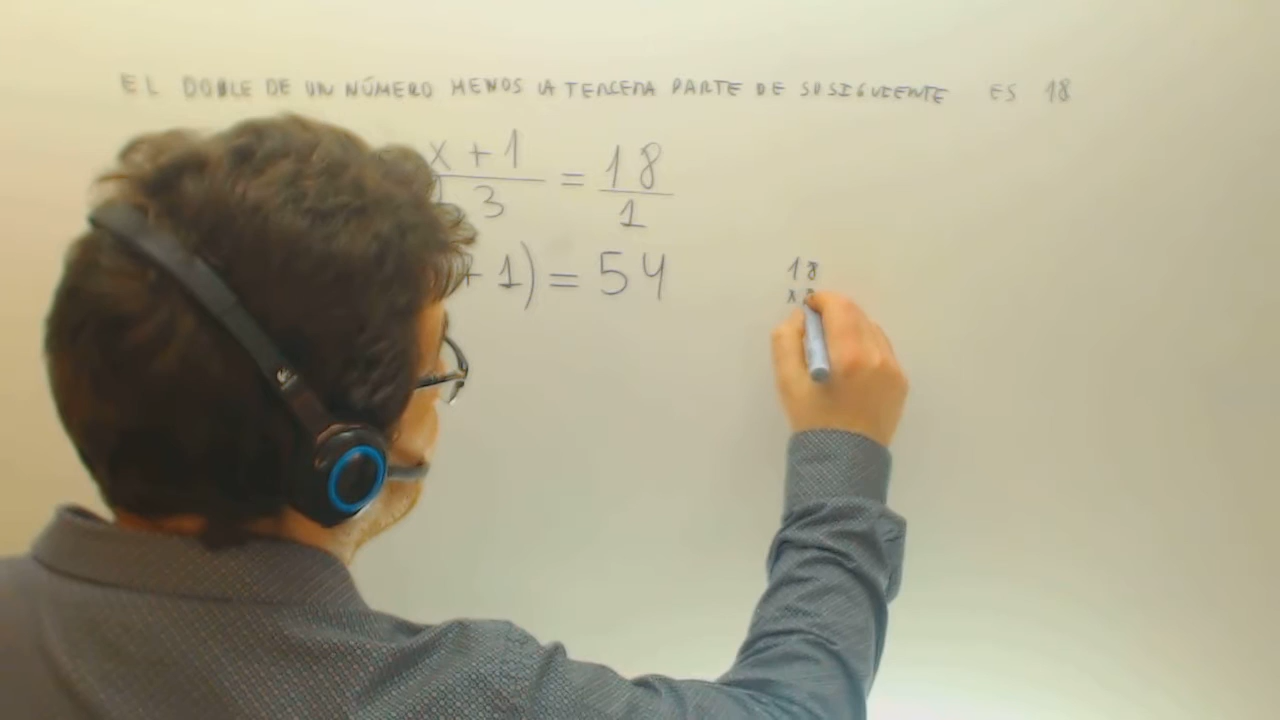 EL DOBLE DE UN NÚMERO MENOS LA TERCERA PARTE DE SU SIGUIENTE ES 18
x + 1 = 18
3 1
+ 1) = 54
18
x